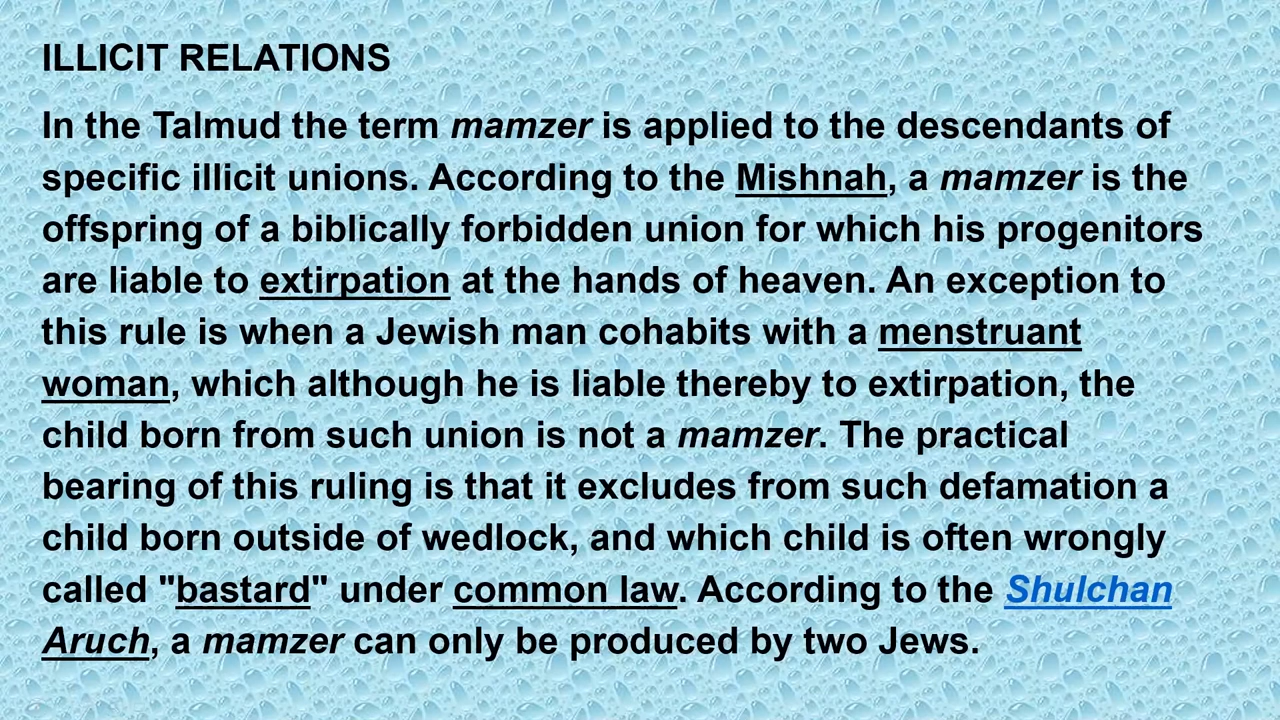 ILLICIT RELATIONS
In the Talmud the term mamzer is applied to the descendants of
specific illicit unions. According to the Mishnah, a mamzer is the
offspring of a biblically forbidden union for which his progenitors
are liable to extirpation at the hands of heaven. An exception to
this rule is when a Jewish man cohabits with a menstruant
woman, which although he is liable thereby to extirpation, the
child born from such union is not a mamzer. The practical
bearing of this ruling is that it excludes from such defamation a
child born outside of wedlock, and which child is often wrongly
called "bastard" under common law. According to the Shulchan
Aruch, a mamzer can only be produced by two Jews.